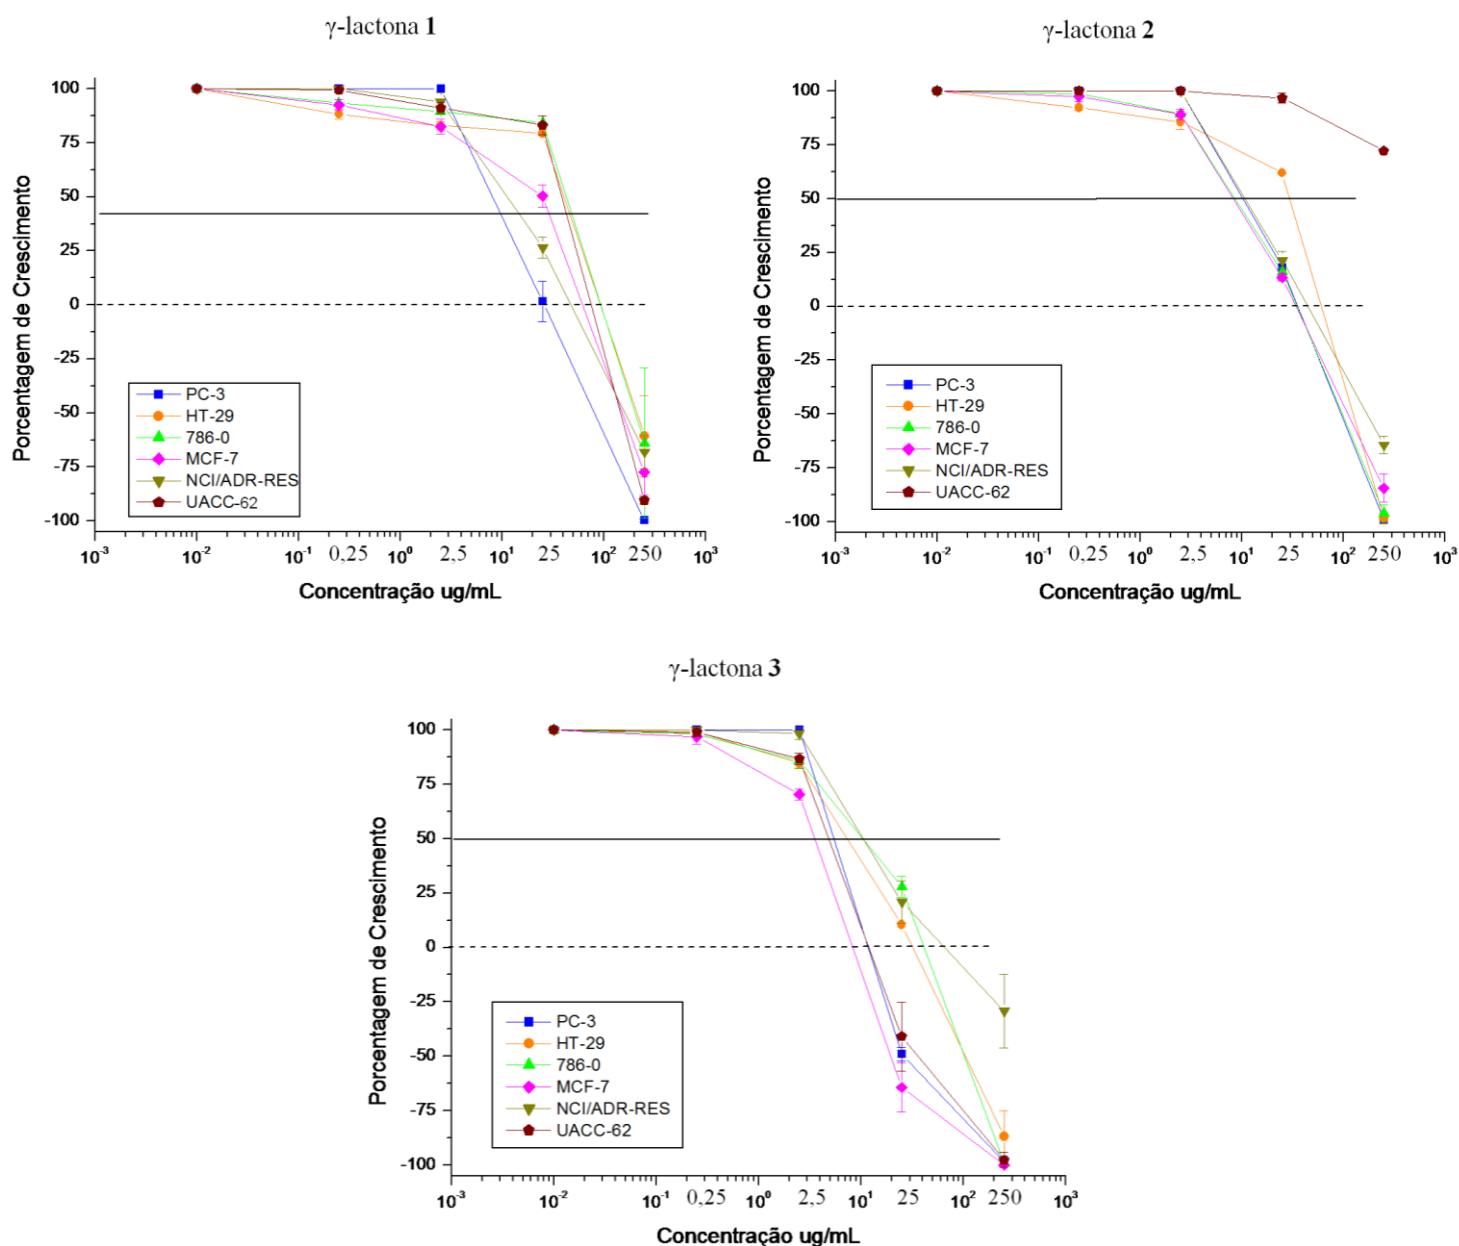 γ-lactona 1
Porcentagem de Crescimento
100
75
50
25
0
-25
-50
-75
-100
PC-3
HT-29
786-0
MCF-7
NCI/ADR-RES
UACC-62
10-3 10-2 10-1 0,25 100 2,5 101 25 102 250 103
Concentração ug/mL
γ-lactona 2
Porcentagem de Crescimento
100
75
50
25
0
-25
-50
-75
-100
PC-3
HT-29
786-0
MCF-7
NCI/ADR-RES
UACC-62
10-3 10-2 10-1 0,25 100 2,5 101 25 102 250 103
Concentração ug/mL
γ-lactona 3
Porcentagem de Crescimento
100
75
50
25
0
-25
-50
-75
-100
PC-3
HT-29
786-0
MCF-7
NCI/ADR-RES
UACC-62
10-3 10-2 10-1 0,25 100 2,5 101 25 102 250 103
Concentração ug/mL